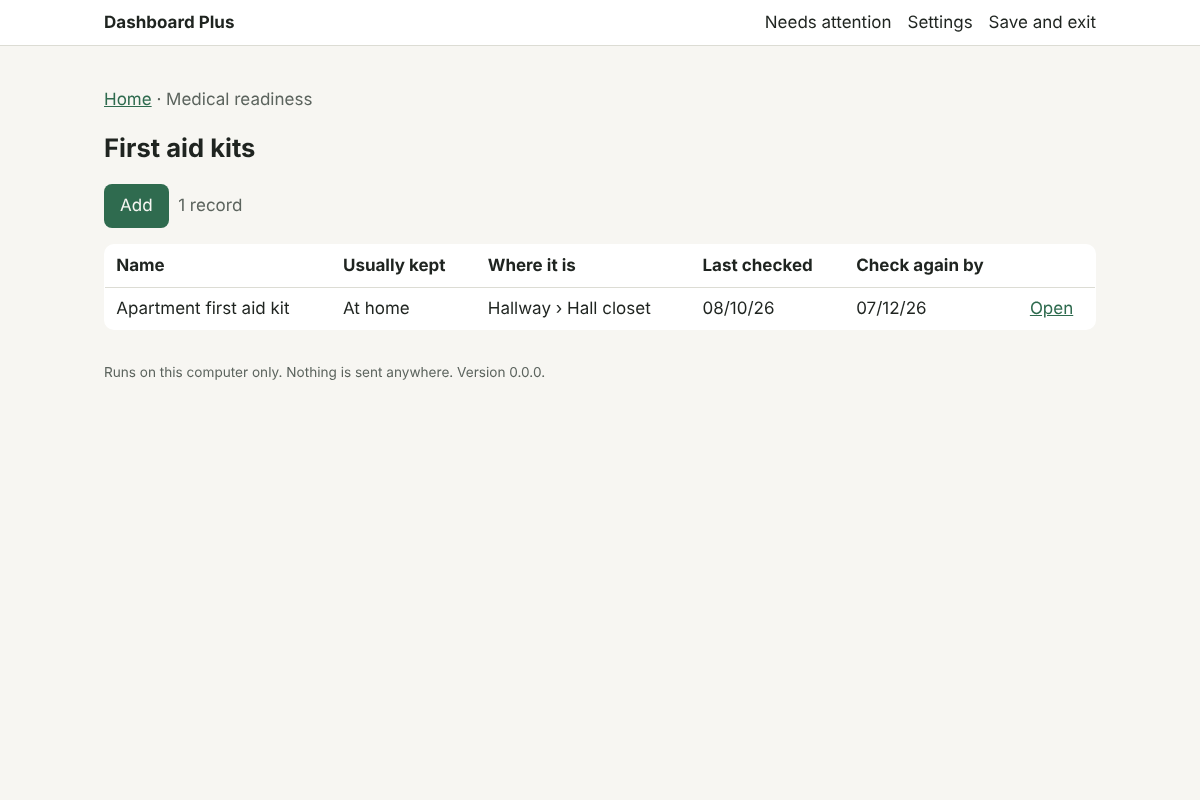 Dashboard Plus Needs attention Settings Save and exit
Home · Medical readiness
First aid kits
Add 1 record
Name Usually kept Where it is Last checked Check again by
Apartment first aid kit At home Hallway › Hall closet 08/10/26 07/12/26 Open
Runs on this computer only. Nothing is sent anywhere. Version 0.0.0.